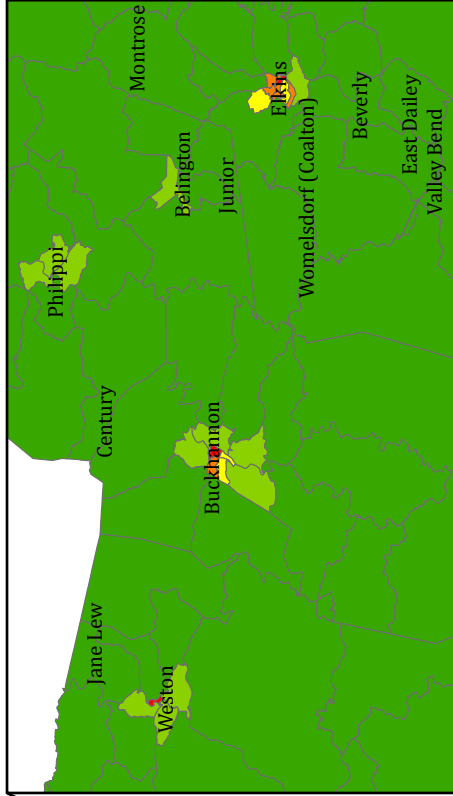 Montrose
Elkins
Belington
Junior
Womelsdorf (Coalton)
Beverly
East Dailey
Valley Bend
Philippi
Century
Buckhannon
Jane Lew
Weston